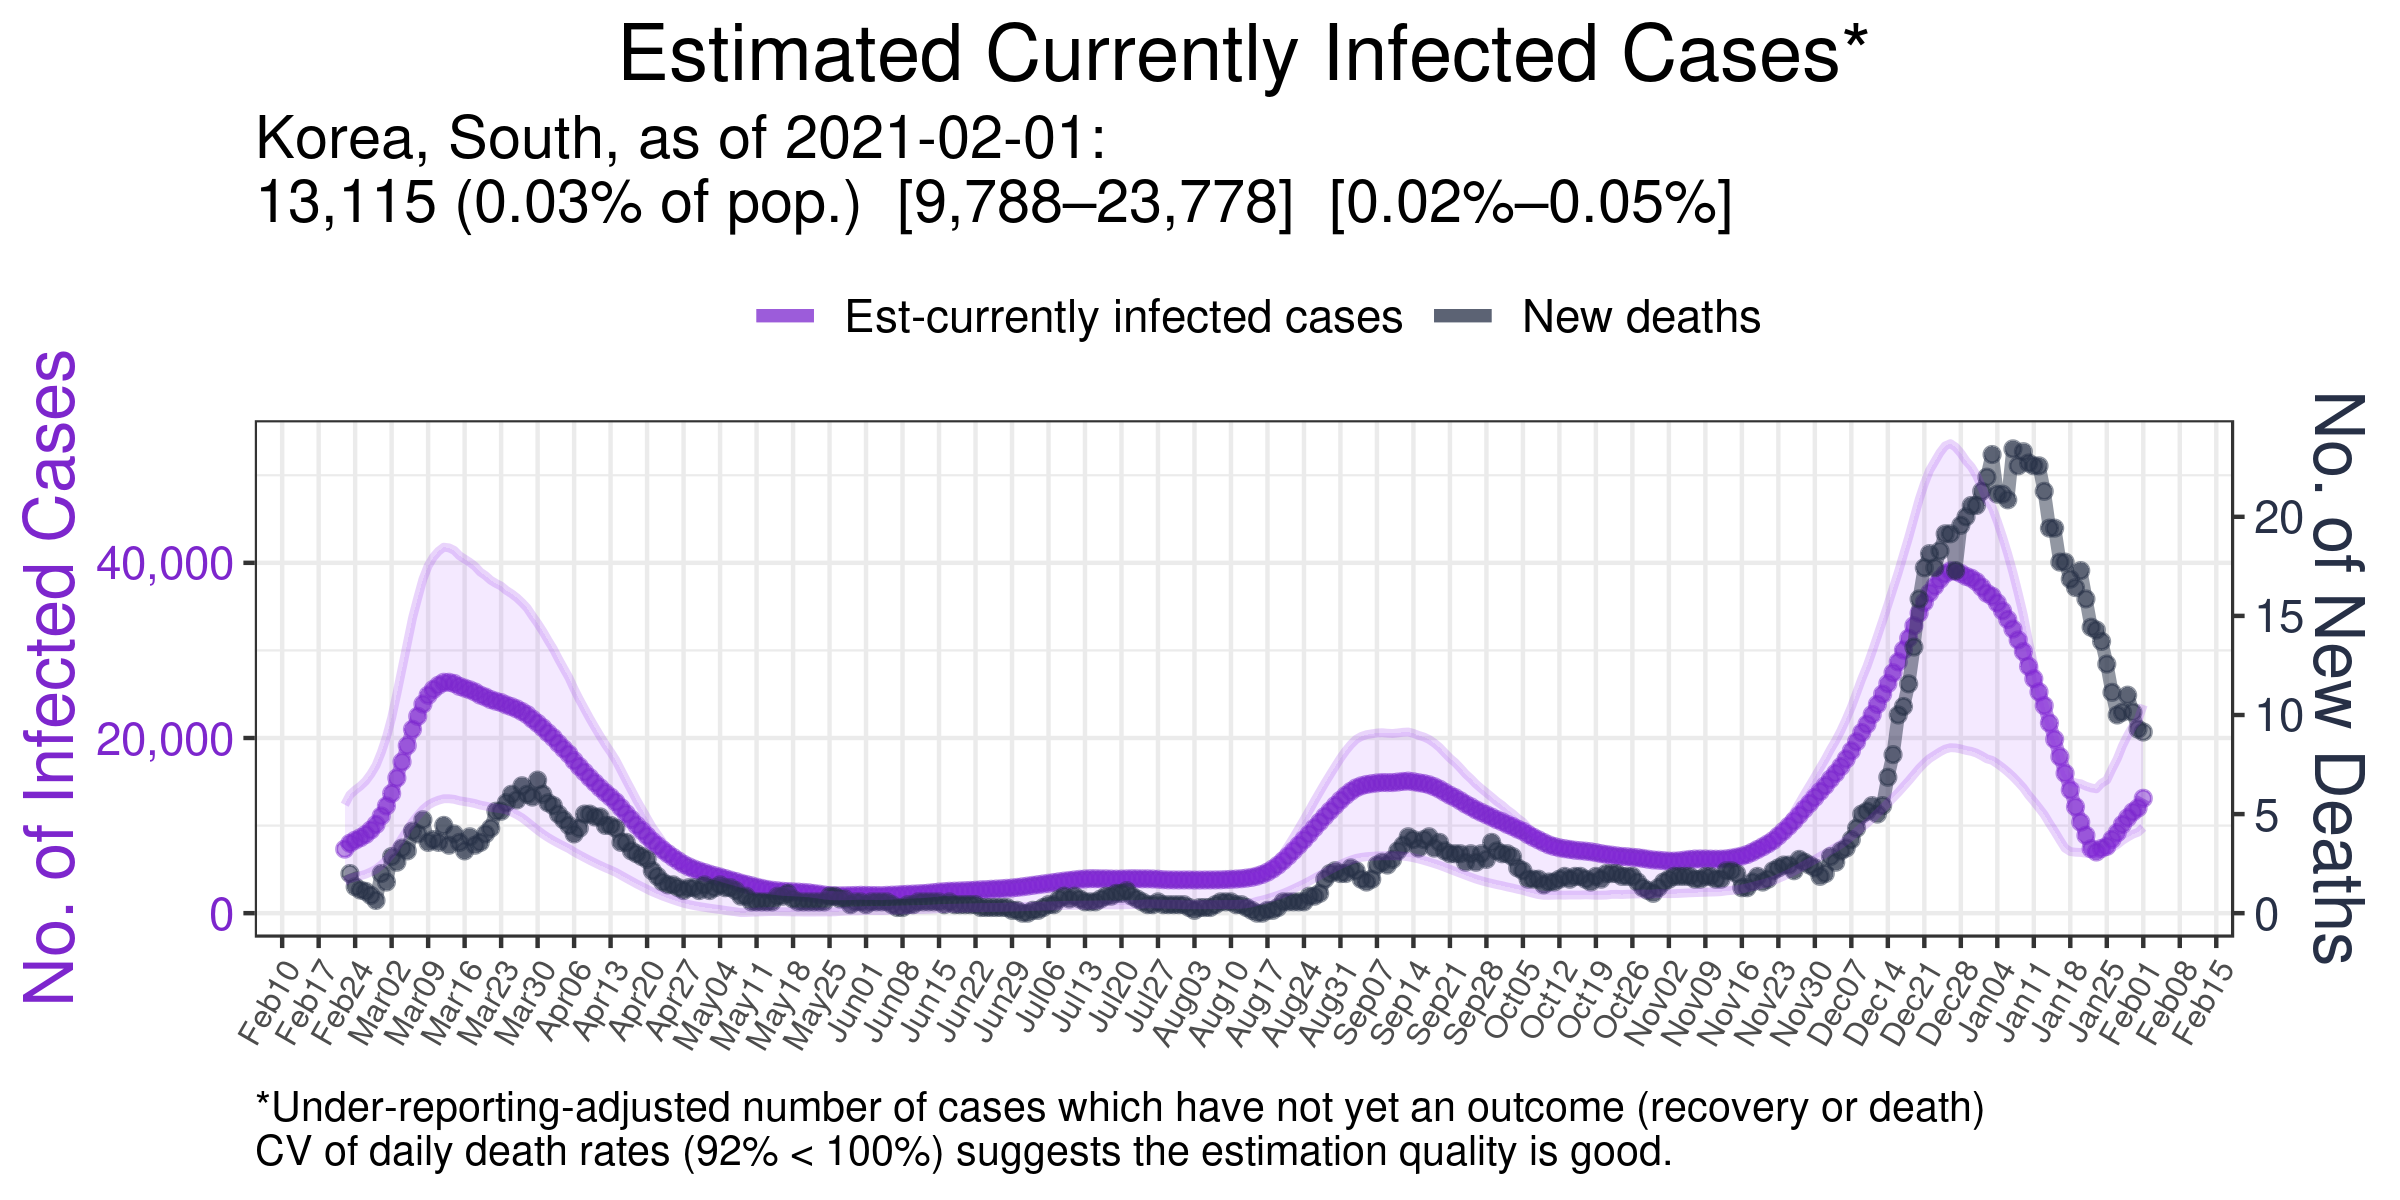 Estimated Currently Infected Cases*
Korea, South, as of 2021-02-01:
13,115 (0.03% of pop.) [9,788–23,778] [0.02%–0.05%]
Est-currently infected cases
New deaths
No. of Infected Cases
40,000
20,000
0
No. of New Deaths
20
15
10
5
0
Feb10
Feb17
Feb24
Mar02
Mar09
Mar16
Mar23
Mar30
Apr06
Apr13
Apr20
Apr27
May04
May11
May18
May25
Jun01
Jun08
Jun15
Jun22
Jun29
Jul06
Jul13
Jul20
Jul27
Aug03
Aug10
Aug17
Aug24
Aug31
Sep07
Sep14
Sep21
Sep28
Oct05
Oct12
Oct19
Oct26
Nov02
Nov09
Nov16
Nov23
Nov30
Dec07
Dec14
Dec21
Dec28
Jan04
Jan11
Jan18
Jan25
Feb01
Feb08
Feb15
*Under-reporting-adjusted number of cases which have not yet an outcome (recovery or death)
CV of daily death rates (92% < 100%) suggests the estimation quality is good.